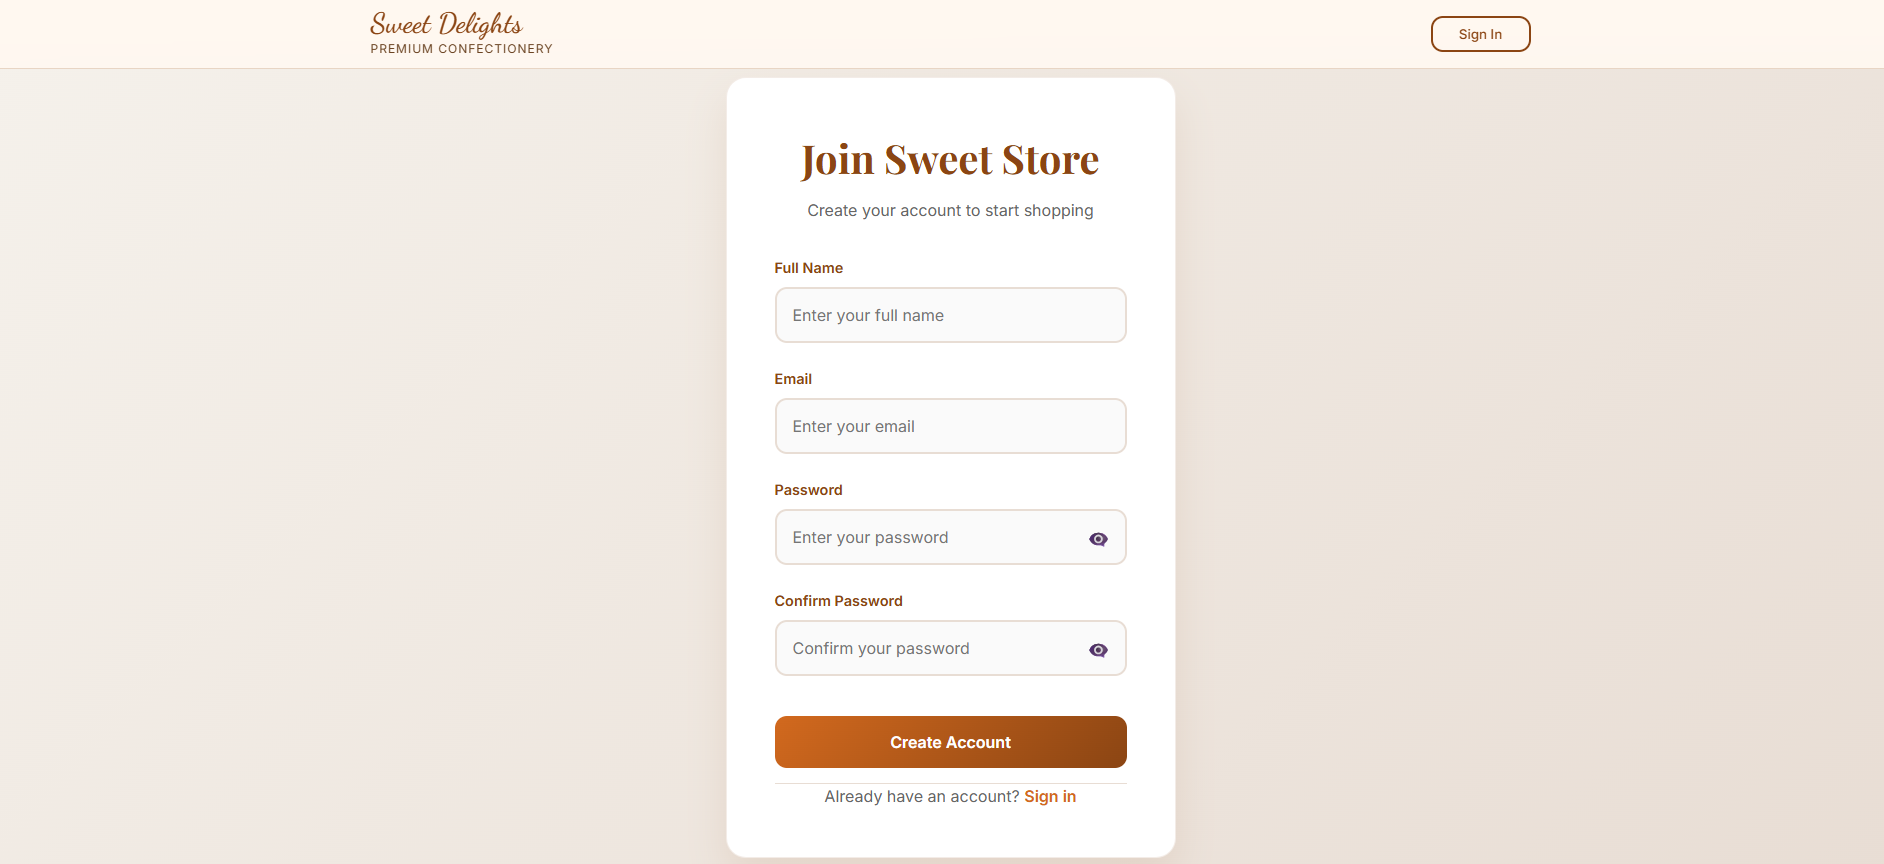 Sweet Delights
PREMIUM CONFECTIONERY
Sign In
Join Sweet Store
Create your account to start shopping
Full Name
Enter your full name
Email
Enter your email
Password
Enter your password
Confirm Password
Confirm your password
Create Account
Already have an account? Sign in